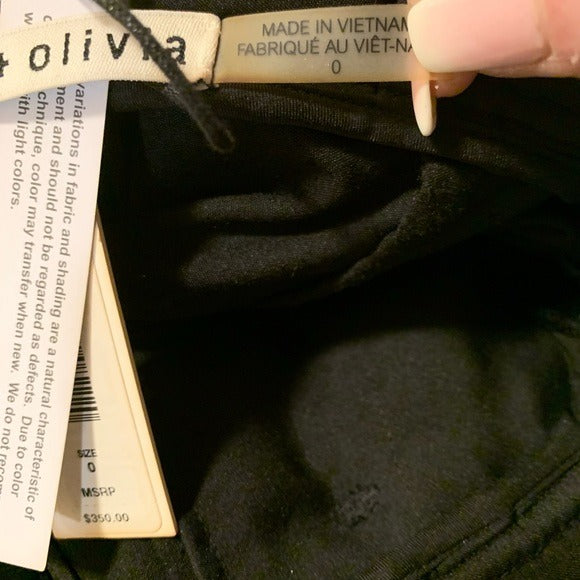 + olivia
MADE IN VIETNAM
FABRIQUÉ AU VIÊT-NA
0
variations in fabric and shading are a natural characteristic of
ment and should not be regarded as defects. Due to color
chnique, color may transfer when new. We do not recom
ith light colors.
SIZE
0
MSRP
$350.00